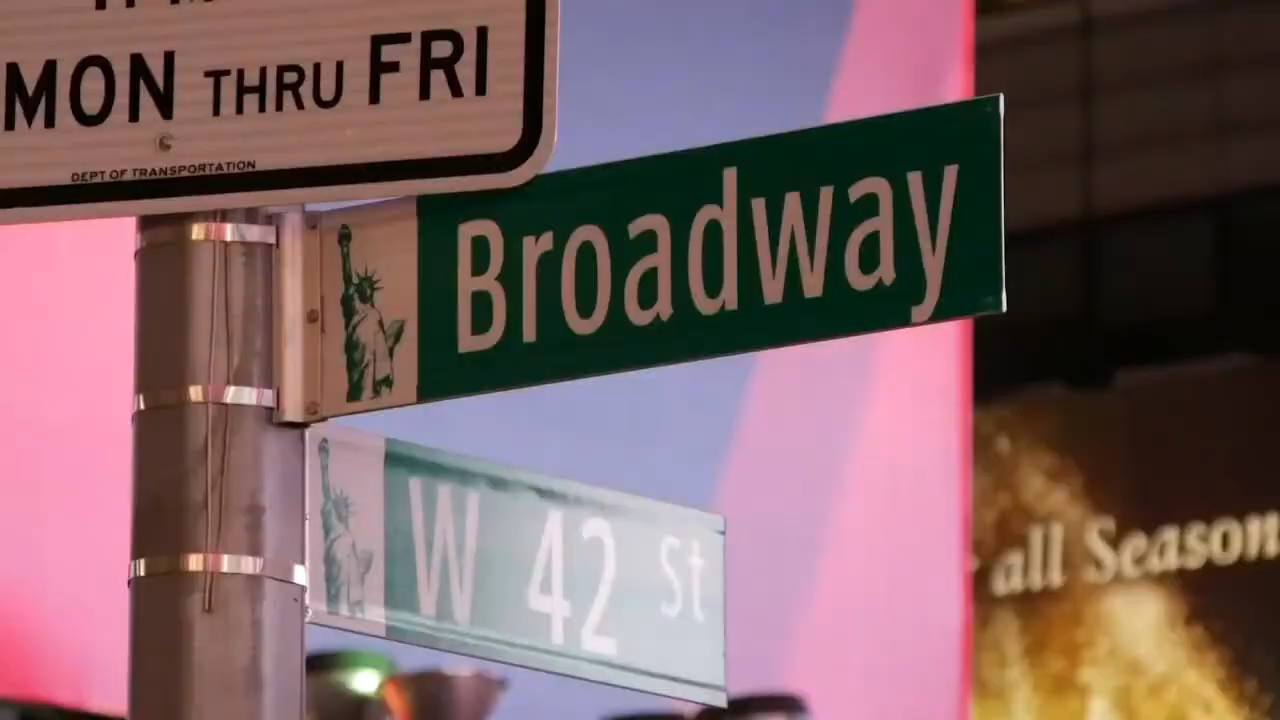 MON THRU FRI
DEPT OF TRANSPORTATION
Broadway
W 42 St
all Season